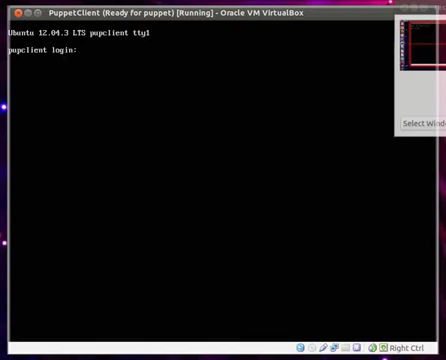 PuppetClient (Ready for puppet) [Running] - Oracle VM VirtualBox
Ubuntu 12.04.3 LTS pupclient tty1
pupclient login:
Select Wind
Right Ctrl